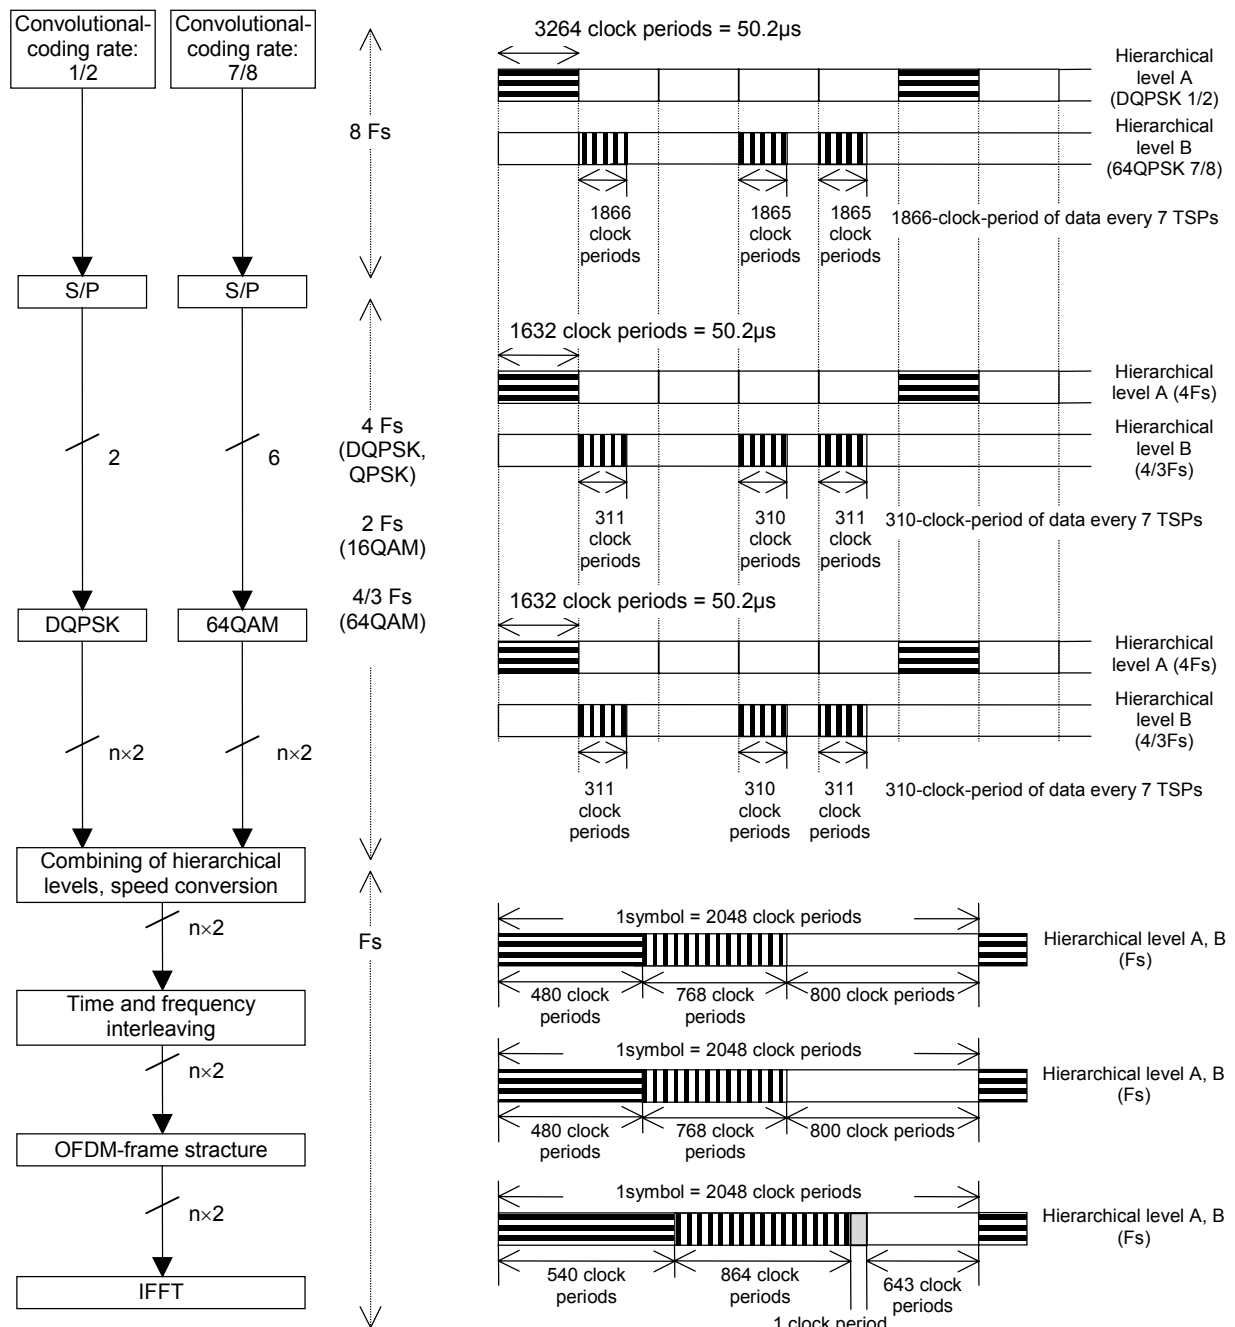 Convolutional-
coding rate:
1/2
Convolutional-
coding rate:
7/8
8 Fs
3264 clock periods = 50.2µs
Hierarchical
level A
(DQPSK 1/2)
Hierarchical
level B
(64QPSK 7/8)
1866
clock
periods
1865
clock
periods
1865
clock
periods
1866-clock-period of data every 7 TSPs
S/P
S/P
1632 clock periods = 50.2µs
Hierarchical
level A (4Fs)
2
6
4 Fs
(DQPSK,
QPSK)
2 Fs
(16QAM)
4/3 Fs
(64QAM)
Hierarchical
level B
(4/3Fs)
311
clock
periods
310
clock
periods
311
clock
periods
310-clock-period of data every 7 TSPs
1632 clock periods = 50.2µs
DQPSK
64QAM
Hierarchical
level A (4Fs)
Hierarchical
level B
(4/3Fs)
n×2
n×2
311
clock
periods
310
clock
periods
311
clock
periods
310-clock-period of data every 7 TSPs
Combining of hierarchical
levels, speed conversion
n×2
Fs
1symbol = 2048 clock periods
Hierarchical level A, B
(Fs)
480 clock
periods
768 clock
periods
800 clock periods
Time and frequency
interleaving
n×2
1symbol = 2048 clock periods
Hierarchical level A, B
(Fs)
480 clock
periods
768 clock
periods
800 clock periods
OFDM-frame stracture
n×2
1symbol = 2048 clock periods
Hierarchical level A, B
(Fs)
540 clock
periods
864 clock
periods
643 clock
periods
1 clock period
IFFT